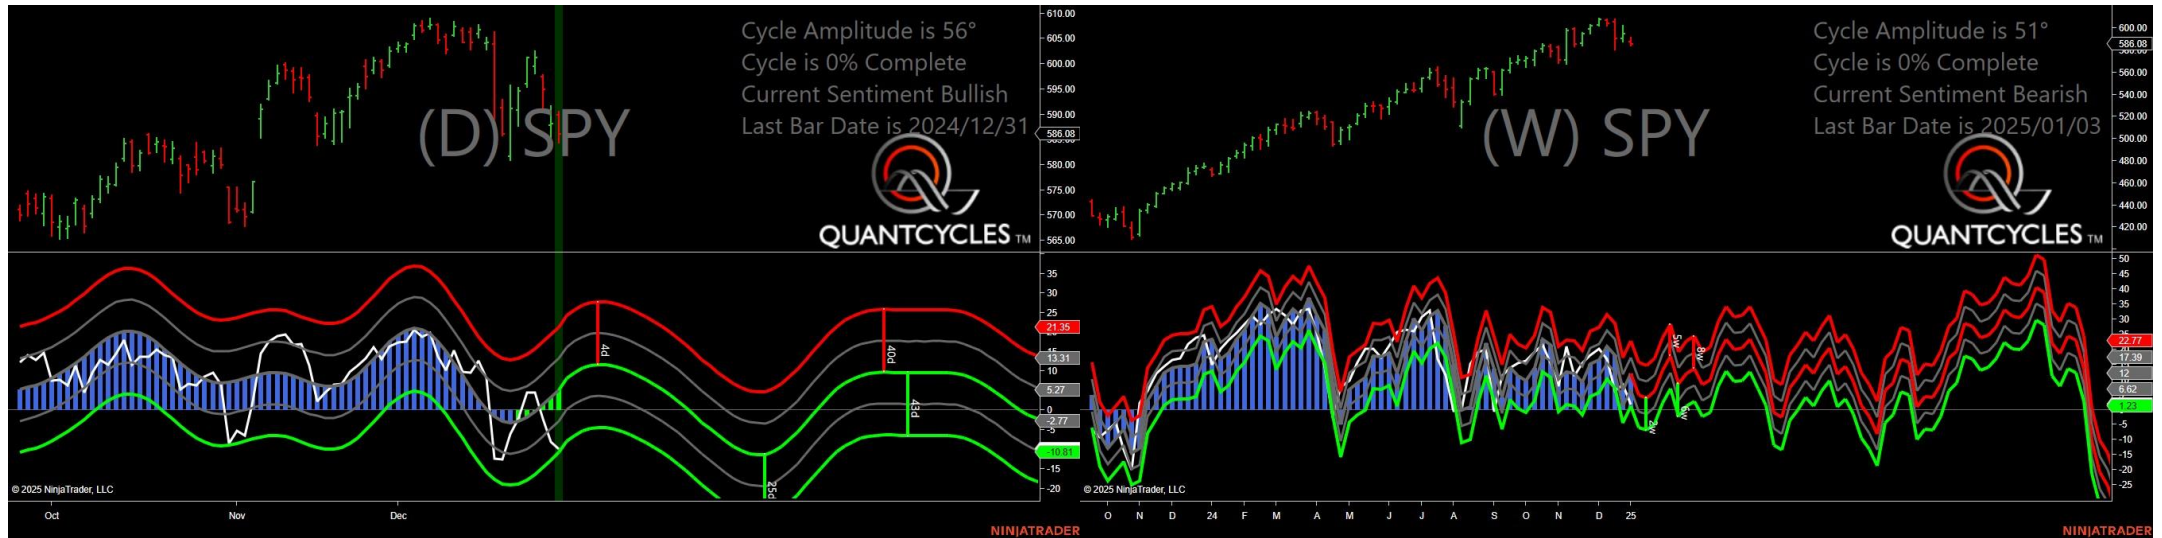 Cycle Amplitude is 56°
Cycle is 0% Complete
Current Sentiment Bullish
Last Bar Date is 2024/12/31
(D) SPY
QUANTCYCLES TM
610.00
605.00
600.00
595.00
590.00
586.08
580.00
575.00
570.00
565.00
35
30
21.35
15
13.31
10
5.27
0
-2.77
-5
-10.81
-15
-20
4d
25d
40d
43d
© 2025 NinjaTrader, LLC
Oct
Nov
Dec
NINJATRADER
Cycle Amplitude is 51°
Cycle is 0% Complete
Current Sentiment Bearish
Last Bar Date is 2025/01/03
(W) SPY
QUANTCYCLES TM
600.00
586.08
560.00
540.00
520.00
500.00
480.00
460.00
440.00
420.00
50
45
40
35
30
22.77
17.39
12
6.62
1.23
-5
-10
-15
-20
-25
5w
8w
2w
© 2025 NinjaTrader, LLC
O N D 24 F M A M J J A S O N D 25
NINJATRADER